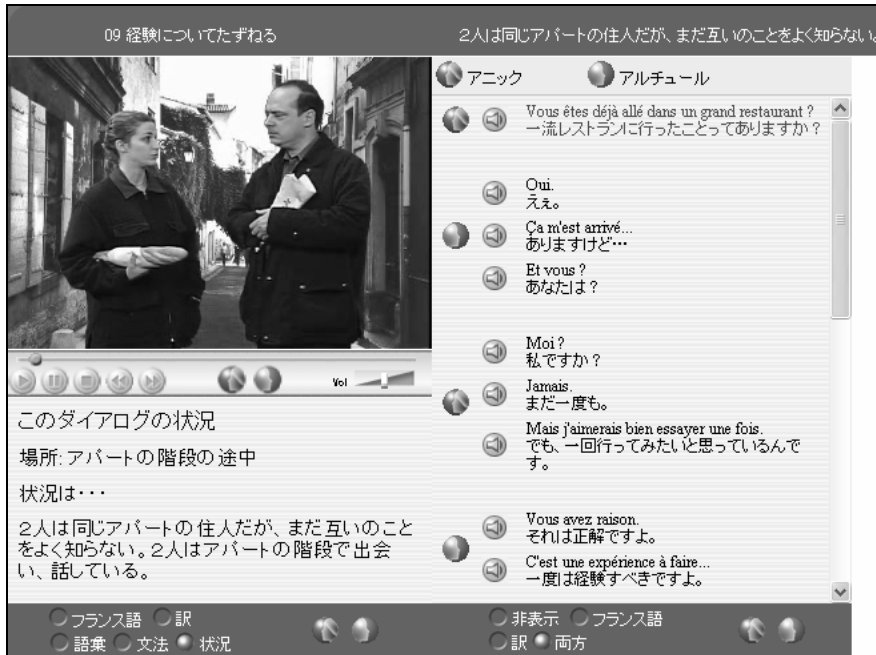 09 経験についてたずねる
2人は同じアパートの住人だが、まだ互いのことをよく知らない。
アニック
アルチュール
Vous êtes déjà allé dans un grand restaurant ?
一流レストランに行ったことってありますか？
Oui.
ええ。
Ça m'est arrivé...
ありますけど…
Et vous ?
あなたは？
Moi ?
私ですか？
Jamais.
まだ一度も。
Mais j'aimerais bien essayer une fois.
でも、一回行ってみたいと思っているんで
す。
Vous avez raison.
それは正解ですよ。
C'est une expérience à faire...
一度は経験すべきですよ。
Vol
このダイアログの状況
場所: アパートの階段の途中
状況は・・・
2人は同じアパートの住人だが、まだ互いのこと
をよく知らない。2人はアパートの階段で出会
い、話している。
フランス語 訳
語彙 文法 状況
非表示 フランス語
訳 両方